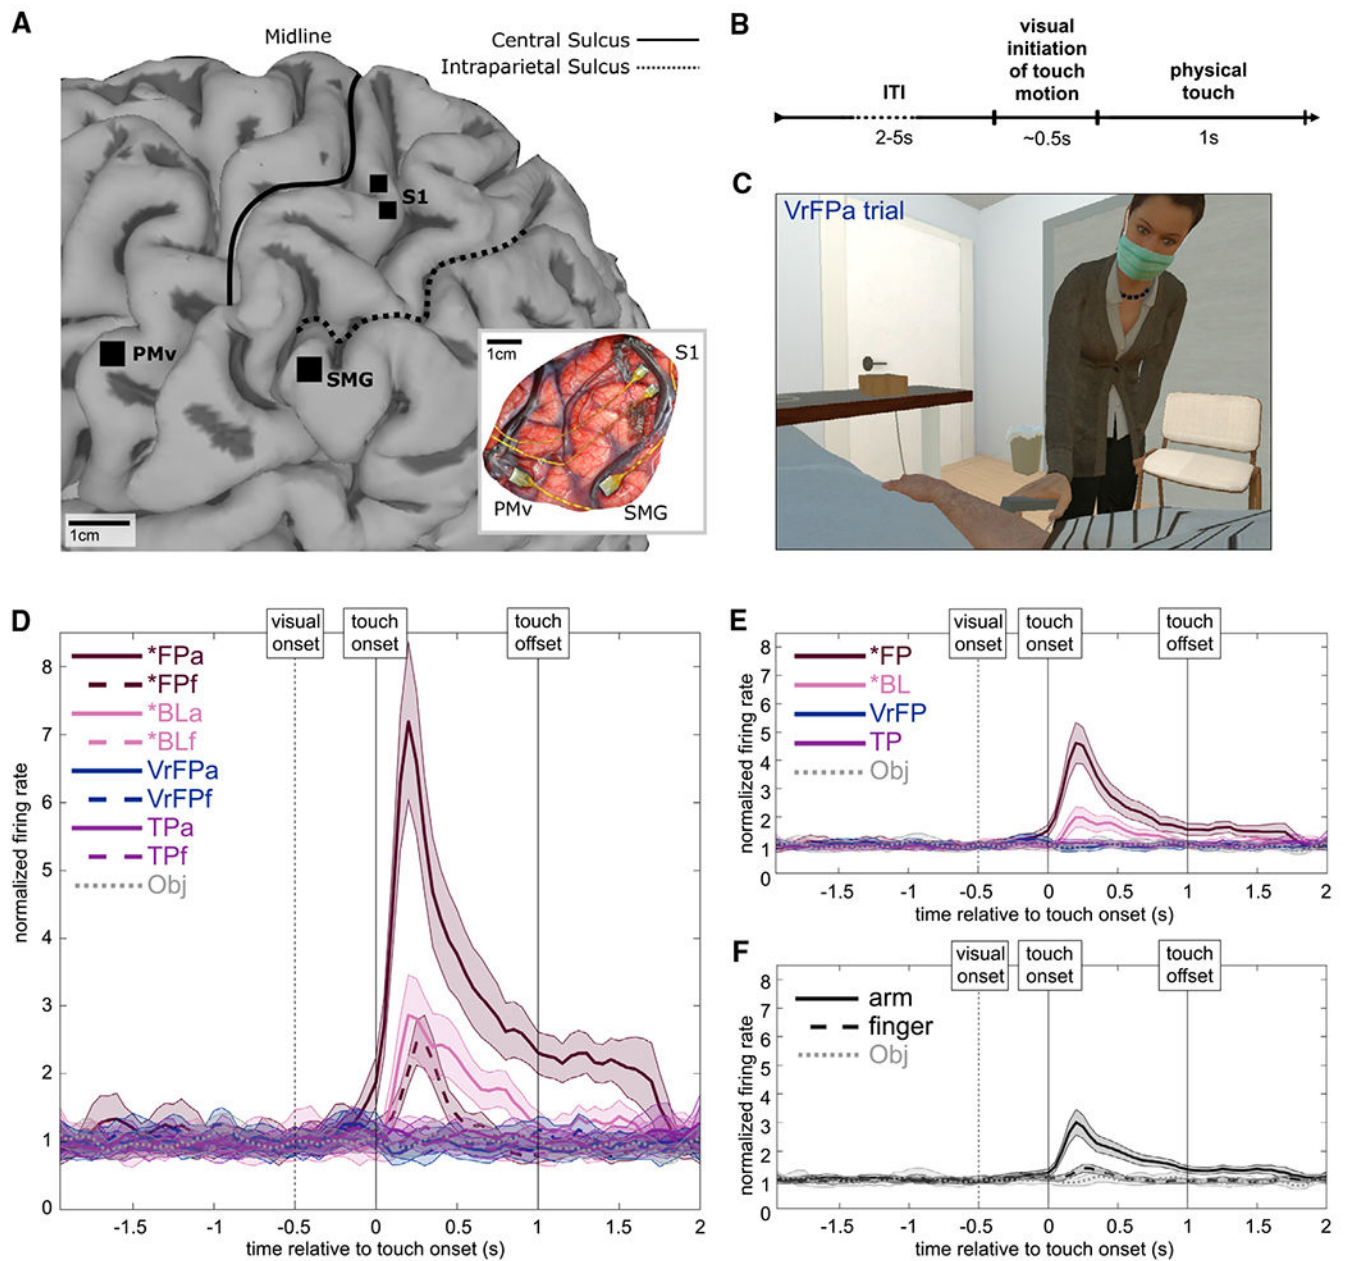 A
Midline
Central Sulcus
Intraparietal Sulcus
S1
PMv
SMG
1cm
1cm
S1
PMv
SMG
B
visual
initiation
of touch
motion
physical
touch
ITI
2-5s
~0.5s
1s
C
VrFPa trial
D
visual
onset
touch
onset
touch
offset
*FPa
*FPf
*BLa
*BLf
VrFPa
VrFPf
TPa
TPf
Obj
normalized firing rate
8
7
6
5
4
3
2
1
0
-1.5
-1
-0.5
0
0.5
1
1.5
2
time relative to touch onset (s)
E
visual
onset
touch
onset
touch
offset
*FP
*BL
VrFP
TP
Obj
normalized firing rate
8
7
6
5
4
3
2
1
0
-1.5
-1
-0.5
0
0.5
1
1.5
2
time relative to touch onset (s)
F
visual
onset
touch
onset
touch
offset
arm
finger
Obj
normalized firing rate
8
7
6
5
4
3
2
1
0
-1.5
-1
-0.5
0
0.5
1
1.5
2
time relative to touch onset (s)